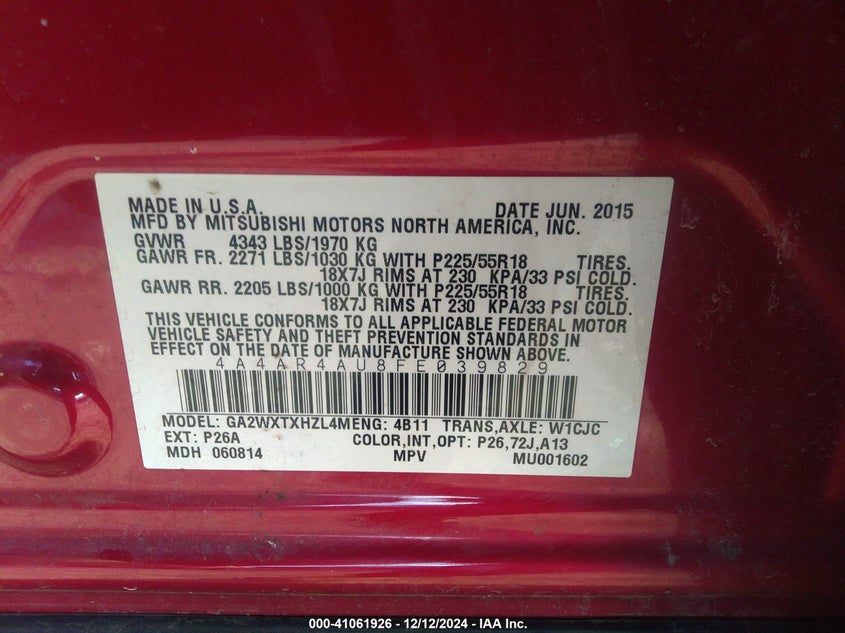 MADE IN U.S.A. DATE JUN. 2015
MFD BY MITSUBISHI MOTORS NORTH AMERICA, INC.
GVWR 4343 LBS/1970 KG
GAWR FR. 2271 LBS/1030 KG WITH P225/55R18 TIRES.
18X7J RIMS AT 230 KPA/33 PSI COLD.
GAWR RR. 2205 LBS/1000 KG WITH P225/55R18 TIRES.
18X7J RIMS AT 230 KPA/33 PSI COLD.
THIS VEHICLE CONFORMS TO ALL APPLICABLE FEDERAL MOTOR
VEHICLE SAFETY AND THEFT PREVENTION STANDARDS IN
EFFECT ON THE DATE OF MANUFACTURE SHOWN ABOVE.
4A4AR4AU8FE039829
MODEL: GA2WXTXHZL4MENG: 4B11 TRANS,AXLE: W1CJC
EXT: P26A COLOR,INT,OPT: P26,72J,A13
MDH 060814 MPV MU001602
000-41061926 - 12/12/2024 - IAA Inc.